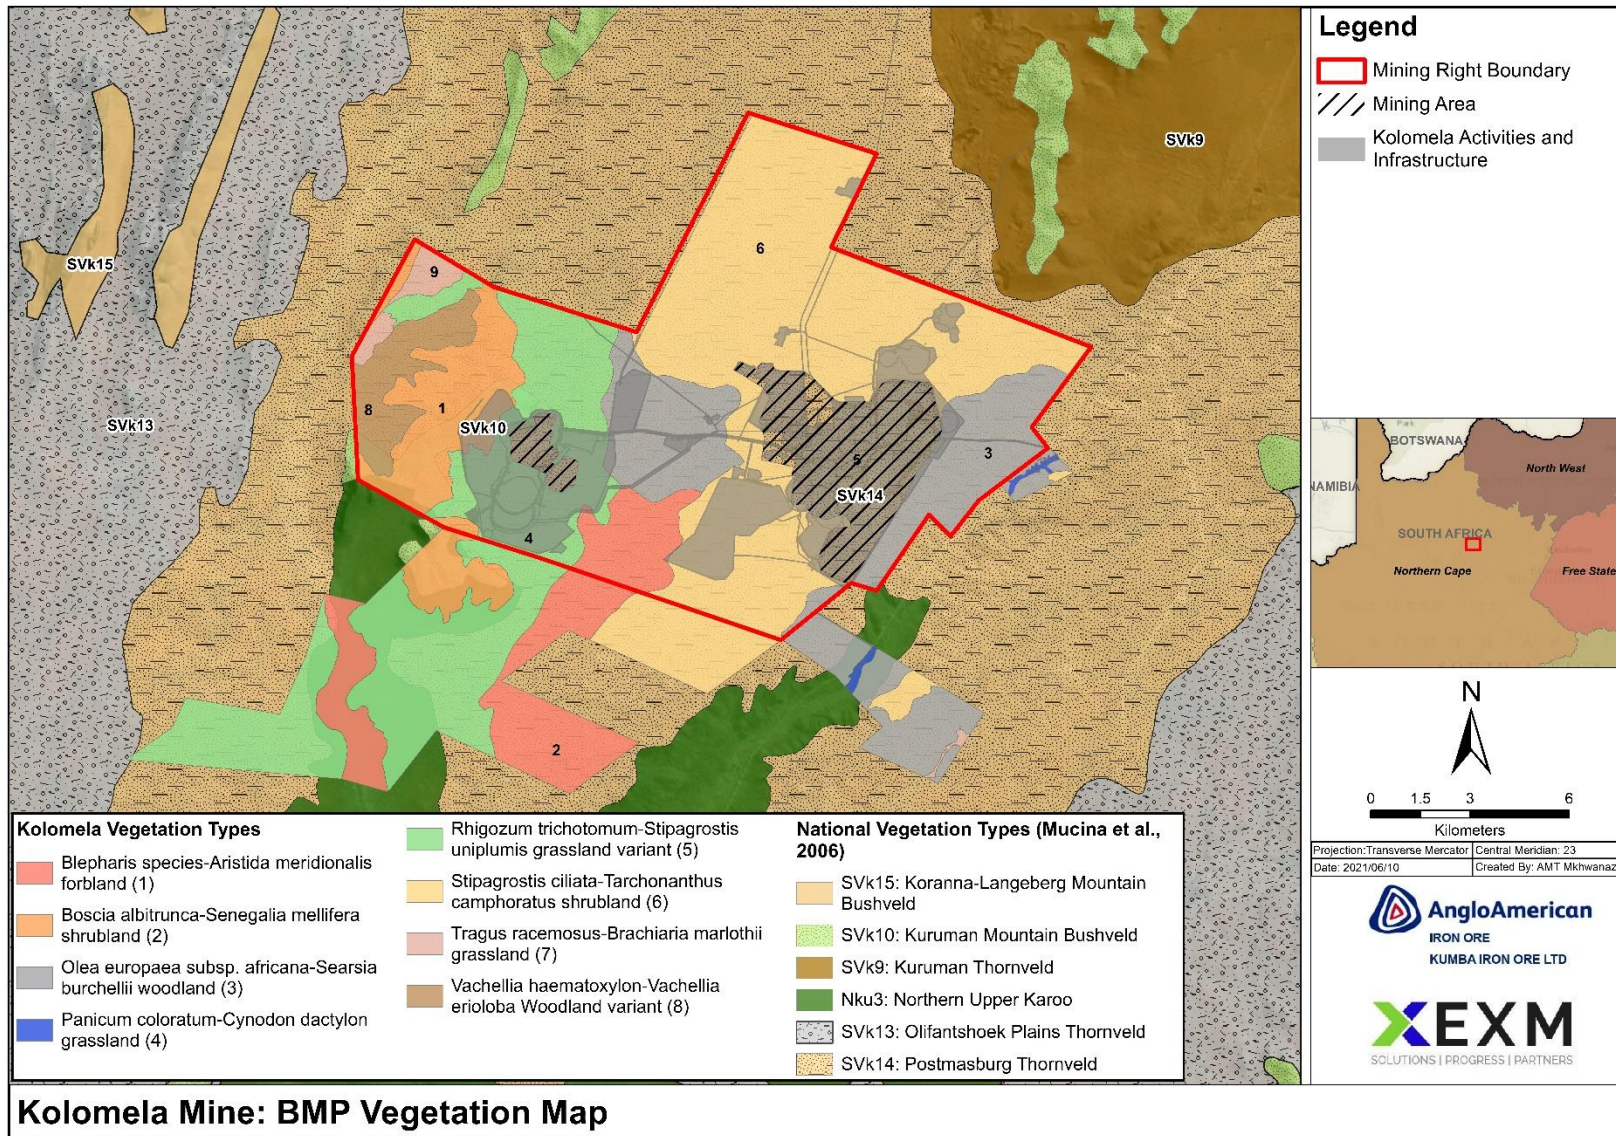 SVk15
SVk13
SVk9
9
6
8
1
SVk10
5
3
SVk14
4
2
Legend
Mining Right Boundary
Mining Area
Kolomela Activities and
Infrastructure
BOTSWANA
North West
NAMIBIA
SOUTH AFRICA
Northern Cape
Free State
N
0 1.5 3 6
Kilometers
Projection:Transverse Mercator Central Meridian: 23
Date: 2021/06/10 Created By: AMT Mkhwanaz
AngloAmerican
IRON ORE
KUMBA IRON ORE LTD
EXM
SOLUTIONS | PROGRESS | PARTNERS
Kolomela Vegetation Types
Blepharis species-Aristida meridionalis
forbland (1)
Boscia albitrunca-Senegalia mellifera
shrubland (2)
Olea europaea subsp. africana-Searsia
burchellii woodland (3)
Panicum coloratum-Cynodon dactylon
grassland (4)
Rhigozum trichotomum-Stipagrostis
uniplumis grassland variant (5)
Stipagrostis ciliata-Tarchonanthus
camphoratus shrubland (6)
Tragus racemosus-Brachiaria marlothii
grassland (7)
Vachellia haematoxylon-Vachellia
erioloba Woodland variant (8)
National Vegetation Types (Mucina et al.,
2006)
SVk15: Koranna-Langeberg Mountain
Bushveld
SVk10: Kuruman Mountain Bushveld
SVk9: Kuruman Thornveld
Nku3: Northern Upper Karoo
SVk13: Olifantshoek Plains Thornveld
SVk14: Postmasburg Thornveld
Kolomela Mine: BMP Vegetation Map